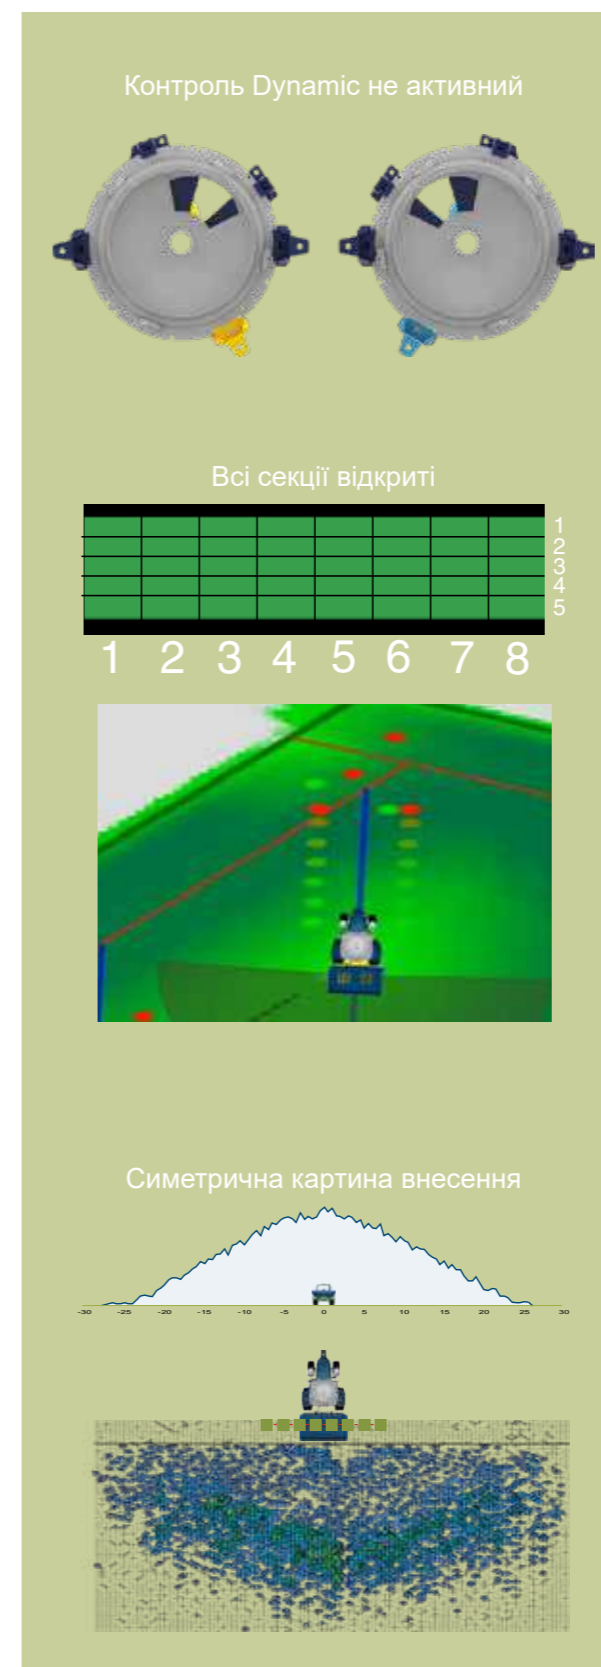 Контроль Dynamic не активний
Всі секції відкриті
1
2
3
4
5
1 2 3 4 5 6 7 8
Симетрична картина внесення
-30 -25 -20 -15 -10 -5 0 5 10 15 20 25 30